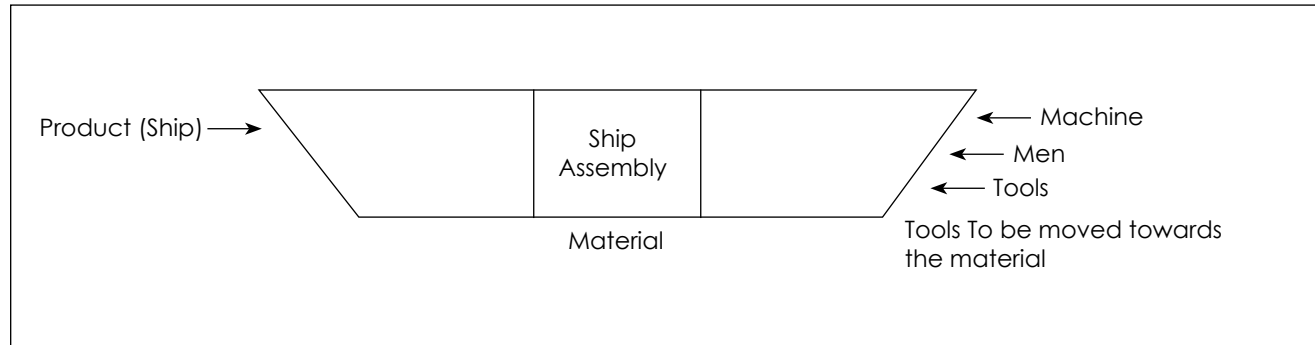 Product (Ship)
Ship
Assembly
Machine
Men
Tools
Material
Tools To be moved towards
the material